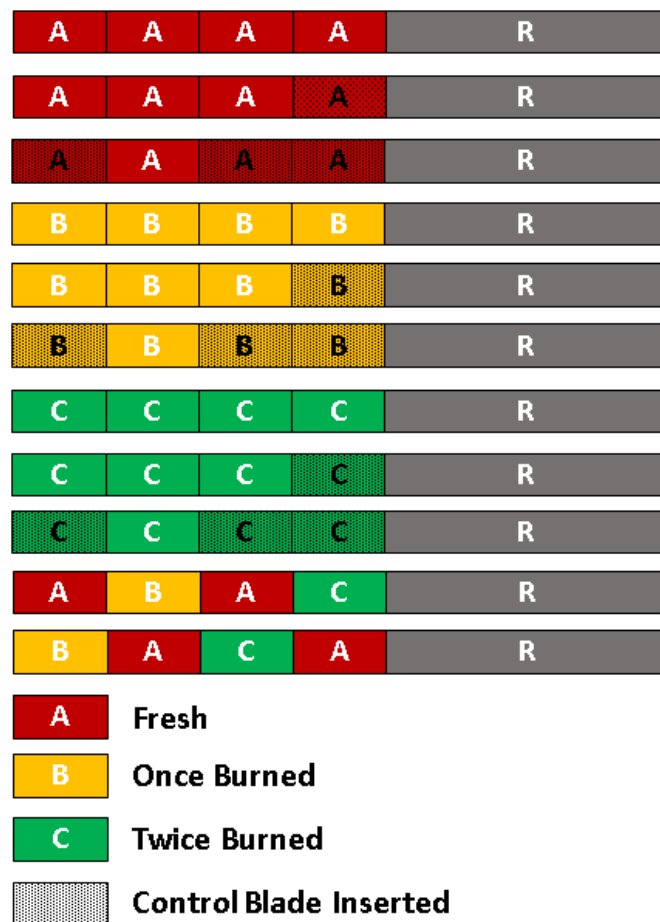 A A A A R
A A A A R
A A A A R
B B B B R
B B B B R
B B B B R
C C C C R
C C C C R
C C C C R
A B A C R
B A C A R
A Fresh
B Once Burned
C Twice Burned
Control Blade Inserted